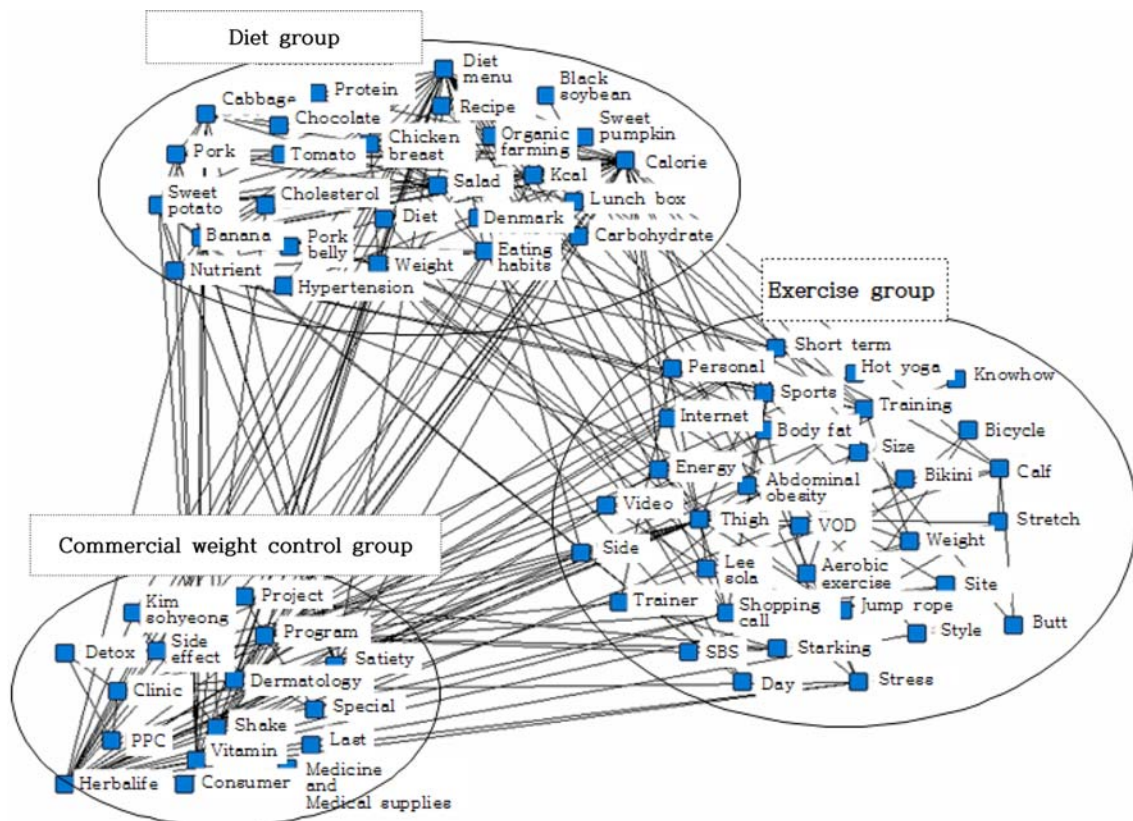 Diet group
Diet
menu
Protein
Black
soybean
Cabbage
Recipe
Chocolate
Sweet
pumpkin
Chicken
breast
Organic
farming
Pork
Tomato
Calorie
Kcal
Salad
Sweet
potato
Cholesterol
Lunch box
Diet
Denmark
Banana
Pork
belly
Carbohydrate
Eating
habits
Nutrient
Weight
Hypertension
Exercise group
Short term
Personal
Hot yoga
Knowhow
Sports
Training
Internet
Body fat
Bicycle
Size
Energy
Abdominal
obesity
Bikini
Calf
Video
Thigh
VOD
Stretch
Weight
Side
Lee
sola
Aerobic
exercise
Site
Trainer
Shopping
call
Jump rope
Butt
Style
SBS
Starking
Day
Stress
Commercial weight control group
Project
Kim
sohyeong
Program
Detox
Side
effect
Satiety
Clinic
Dermatology
Special
Shake
PPC
Last
Vitamin
Herbalife
Consumer
Medicine
and
Medical supplies